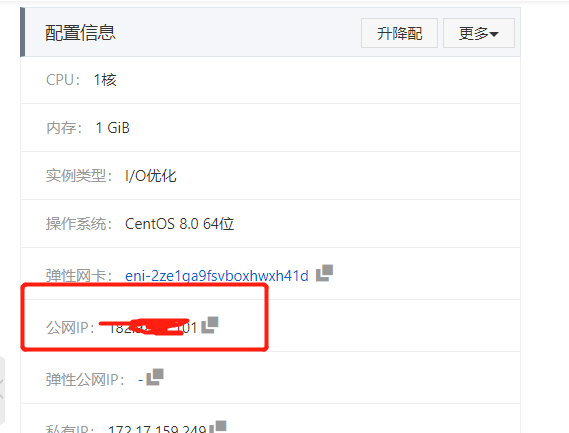 配置信息 升降配 更多
CPU： 1核
内存： 1 GiB
实例类型： I/O优化
操作系统： CentOS 8.0 64位
弹性网卡： eni-2ze1qa9fsvboxhwxh41d
公网IP： 182. 101
弹性公网IP： -
私有IP： 172.17.159.249